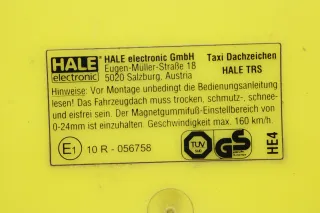 HALE electronic
HALE electronic GmbH
Eugen-Müller-Straße 18
5020 Salzburg, Austria
Taxi Dachzeichen
HALE TRS
Hinweise: Vor Montage unbedingt die Bedienungsanleitung
lesen! Das Fahrzeugdach muss trocken, schmutz-, schnee-
und eisfrei sein. Der Magnetgummifuß-Einstellbereich von
0-24mm ist einzuhalten. Geschwindigkeit max. 160 km/h.
E1 10 R - 056758
TÜV
GS
HE4